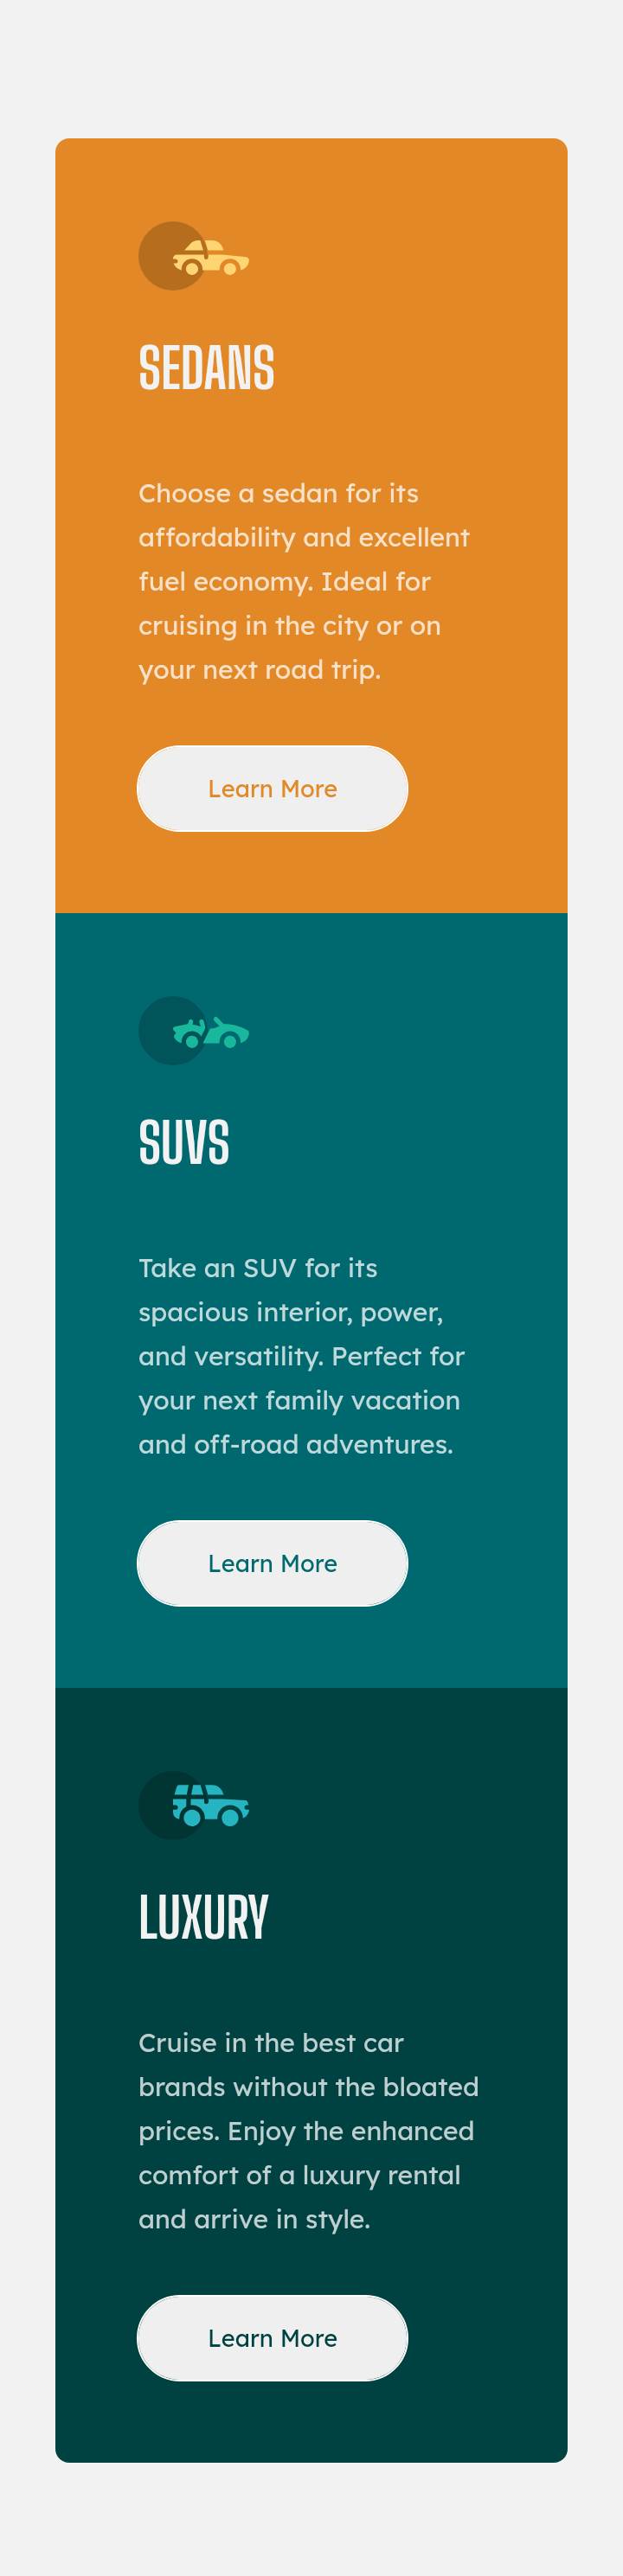 SEDANS
Choose a sedan for its
affordability and excellent
fuel economy. Ideal for
cruising in the city or on
your next road trip.
Learn More
SUVS
Take an SUV for its
spacious interior, power,
and versatility. Perfect for
your next family vacation
and off-road adventures.
Learn More
LUXURY
Cruise in the best car
brands without the bloated
prices. Enjoy the enhanced
comfort of a luxury rental
and arrive in style.
Learn More